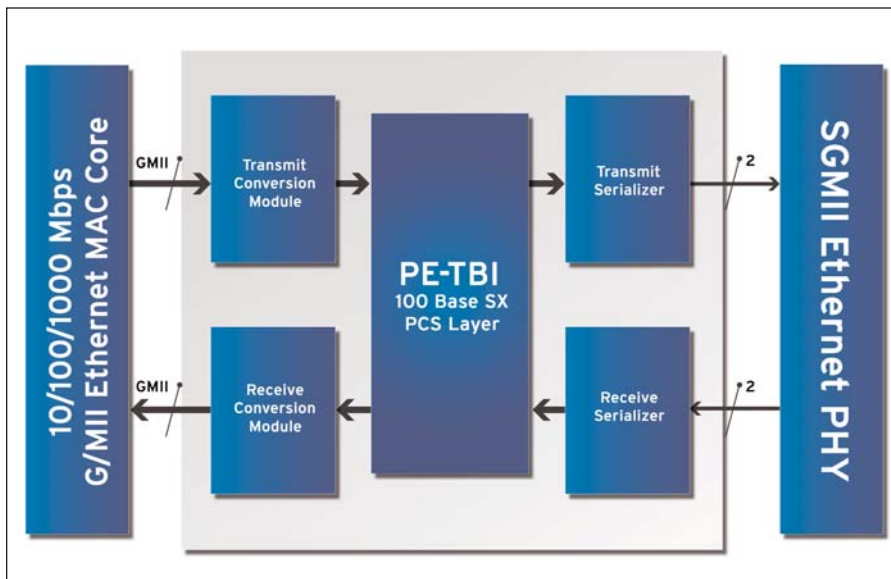 10/100/1000 Mbps
G/MII Ethernet MAC Core
GMII
Transmit
Conversion
Module
PE-TBI
100 Base SX
PCS Layer
Transmit
Serializer
2
SGMII Ethernet PHY
GMII
Receive
Conversion
Module
Receive
Serializer
2